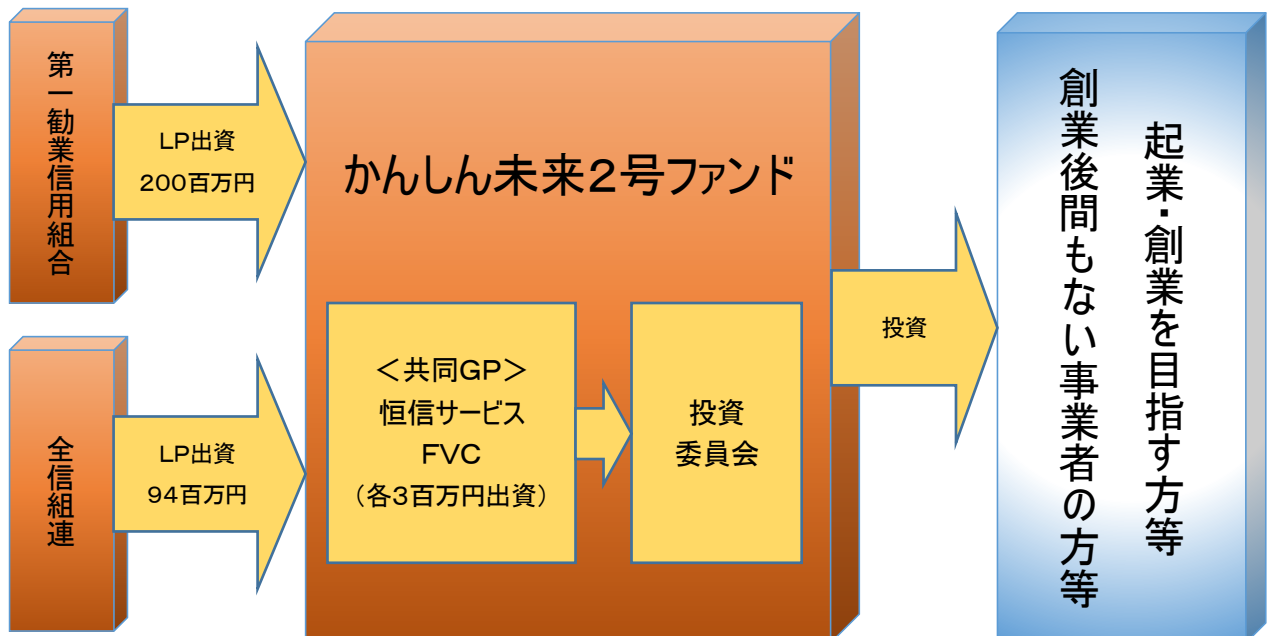 第一勧業信用組合
LP出資
200百万円
全信組連
LP出資
94百万円
かんしん未来2号ファンド
<共同GP>
恒信サービス
FVC
(各3百万円出資)
投資
委員会
投資
起業・創業を目指す方等
創業後間もない事業者の方等